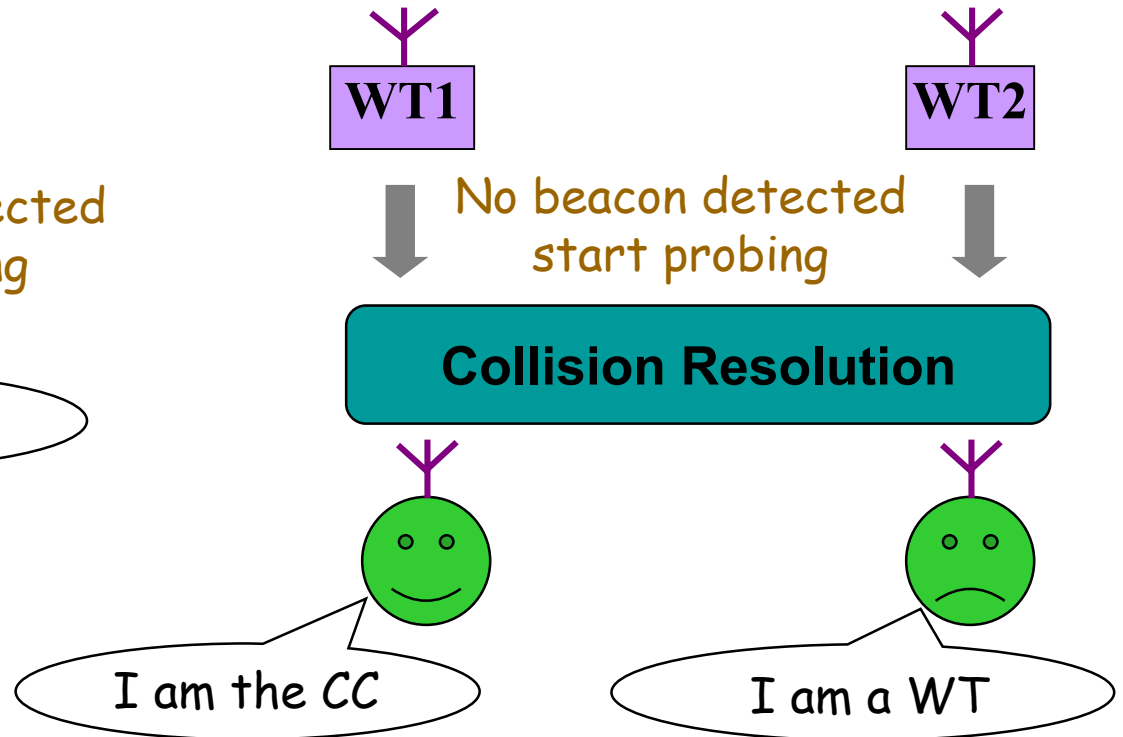 WT1
WT2
No beacon detected
start probing
Collision Resolution
I am the CC
I am a WT